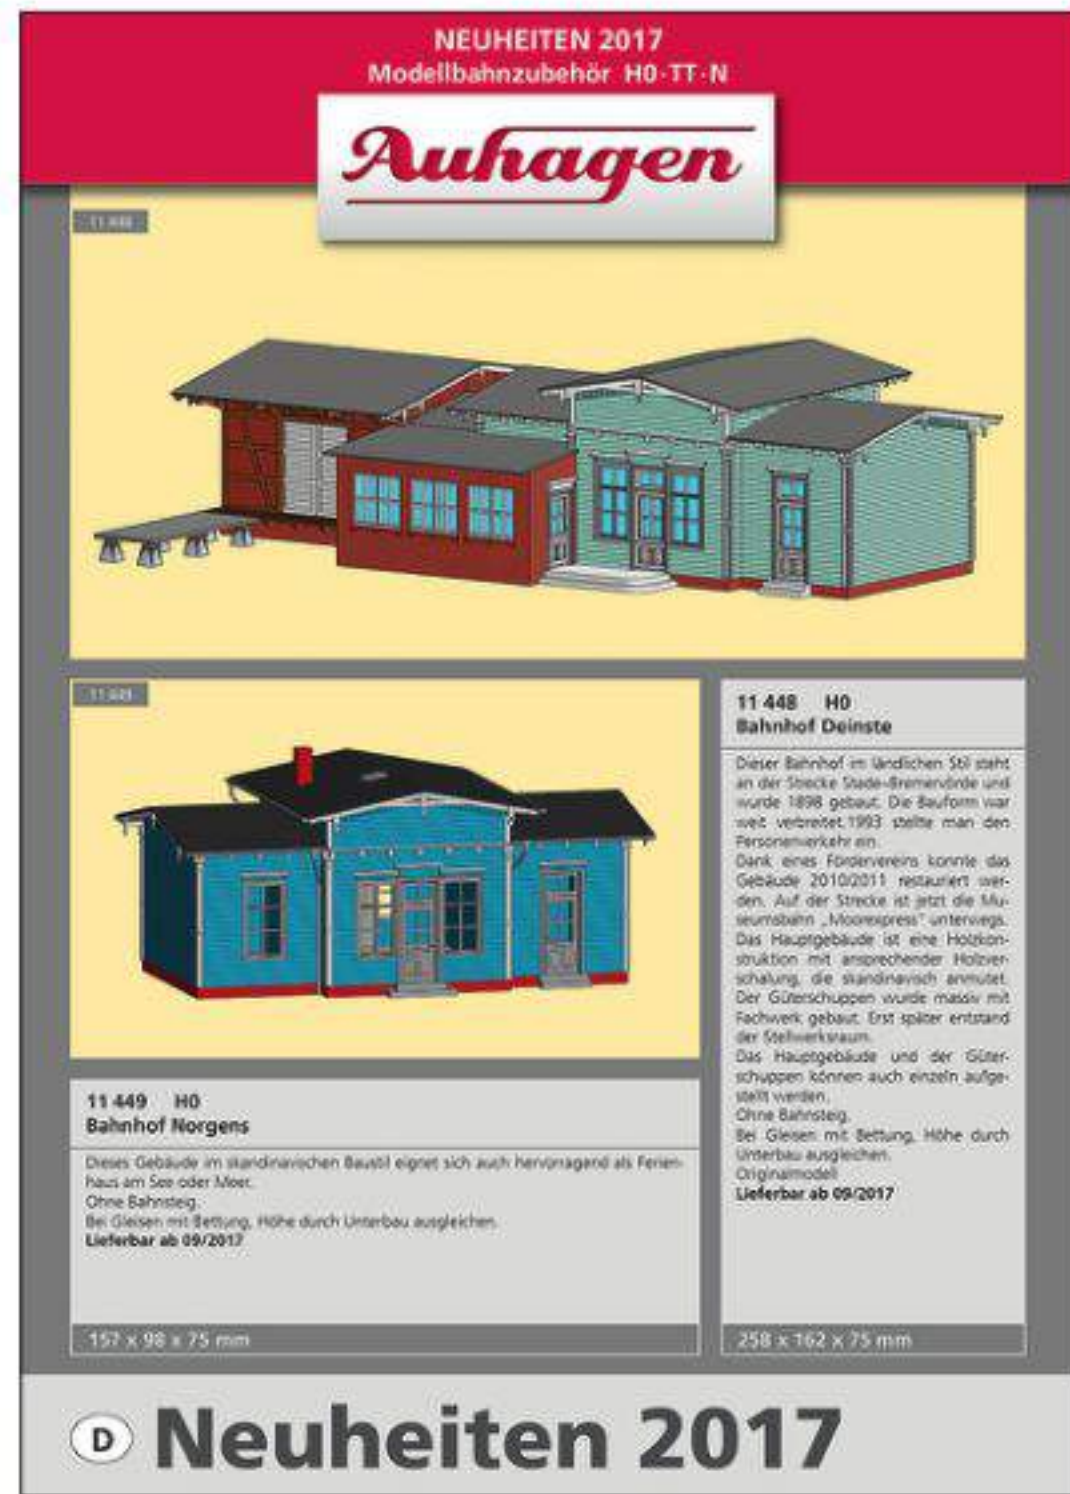 NEUHEITEN 2017
Modellbahnzubehör H0·TT·N
Auhagen
11 448
11 449
11 448 H0
Bahnhof Deinste
Dieser Bahnhof im ländlichen Stil steht
an der Strecke Stade–Bremervörde und
wurde 1898 gebaut. Die Bauform war
weit verbreitet.1993 stellte man den
Personenverkehr ein.
Dank eines Fördervereins konnte das
Gebäude 2010/2011 restauriert wer-
den. Auf der Strecke ist jetzt die Mu-
seumsbahn „Moorexpress“ unterwegs.
Das Hauptgebäude ist eine Holzkon-
struktion mit ansprechender Holzver-
schalung, die skandinavisch anmutet.
Der Güterschuppen wurde massiv mit
Fachwerk gebaut. Erst später entstand
der Stellwerksraum.
Das Hauptgebäude und der Güter-
schuppen können auch einzeln aufge-
stellt werden.
Ohne Bahnsteig.
Bei Gleisen mit Bettung, Höhe durch
Unterbau ausgleichen.
Originalmodell
Lieferbar ab 09/2017
258 x 162 x 75 mm
11 449 H0
Bahnhof Norgens
Dieses Gebäude im skandinavischen Baustil eignet sich auch hervorragend als Ferien-
haus am See oder Meer.
Ohne Bahnsteig.
Bei Gleisen mit Bettung, Höhe durch Unterbau ausgleichen.
Lieferbar ab 09/2017
157 x 98 x 75 mm
D Neuheiten 2017